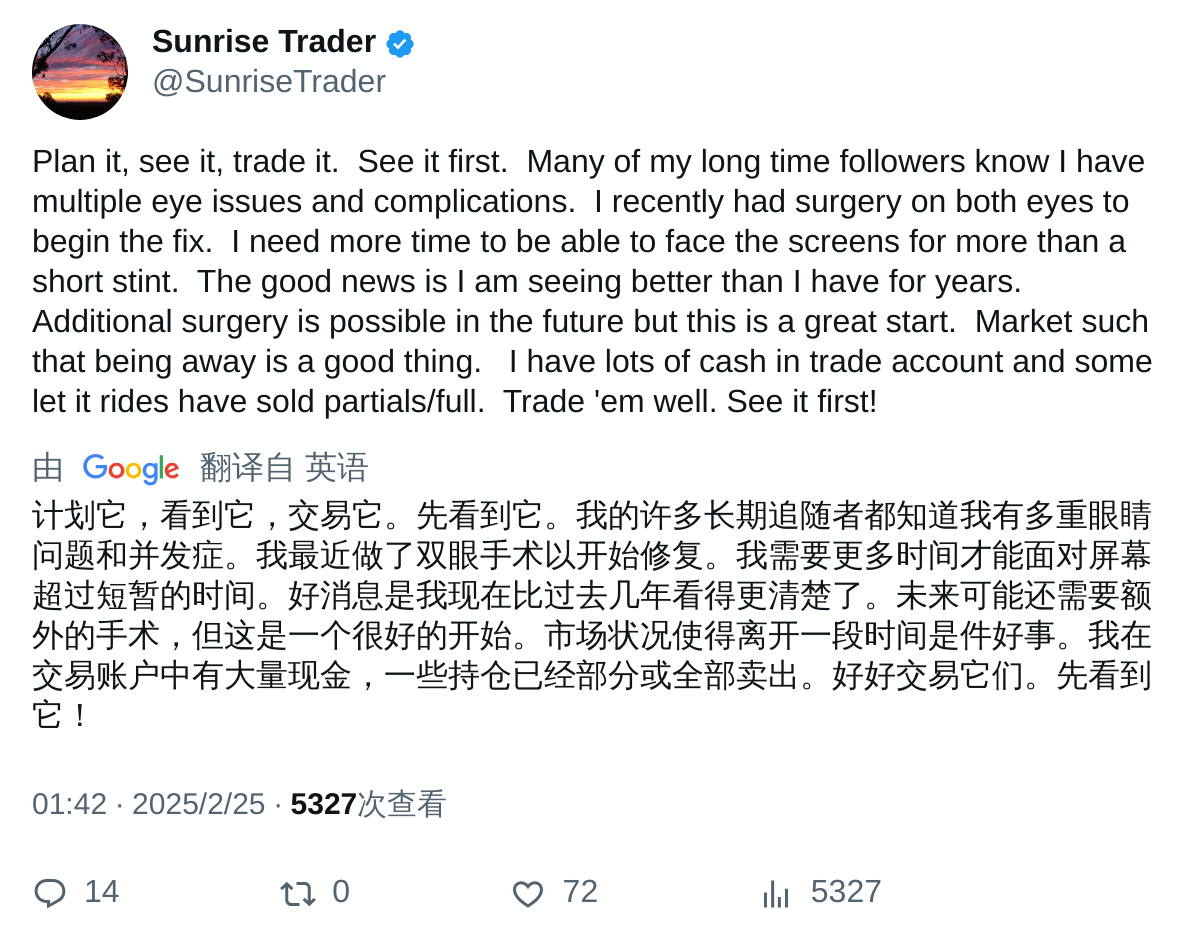 Sunrise Trader
@SunriseTrader
Plan it, see it, trade it.  See it first.  Many of my long time followers know I have
multiple eye issues and complications.  I recently had surgery on both eyes to
begin the fix.  I need more time to be able to face the screens for more than a
short stint.  The good news is I am seeing better than I have for years.
Additional surgery is possible in the future but this is a great start.  Market such
that being away is a good thing.   I have lots of cash in trade account and some
let it rides have sold partials/full.  Trade 'em well. See it first!
由 Google 翻译自 英语
计划它，看到它，交易它。先看到它。我的许多长期追随者都知道我有多重眼睛
问题和并发症。我最近做了双眼手术以开始修复。我需要更多时间才能面对屏幕
超过短暂的时间。好消息是我现在比过去几年看得更清楚了。未来可能还需要额
外的手术，但这是一个很好的开始。市场状况使得离开一段时间是件好事。我在
交易账户中有大量现金，一些持仓已经部分或全部卖出。好好交易它们。先看到
它！
01:42 · 2025/2/25 · 5327次查看
14 0 72 5327